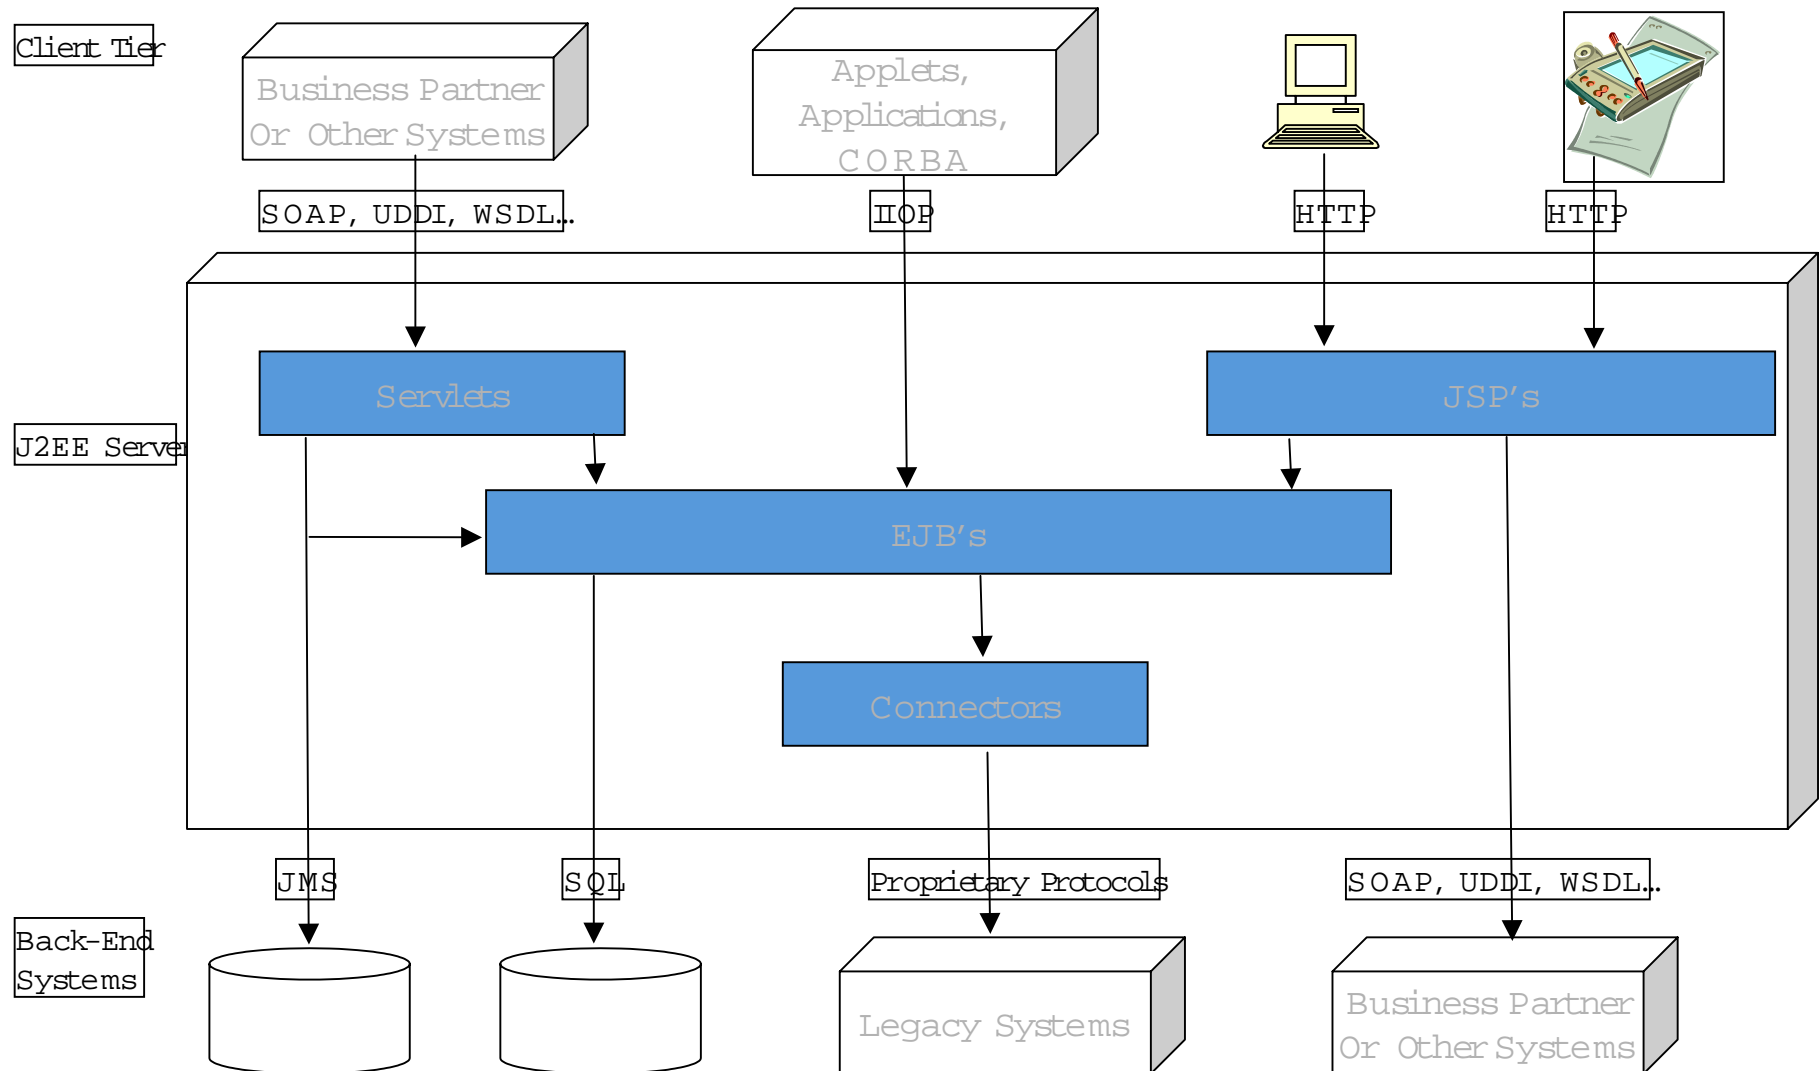 Client Tier
Business Partner
Or Other Systems
Applets,
Applications,
CORBA
SOAP, UDDI, WSDL…
IIOP
HTTP
HTTP
Servlets
JSP’s
J2EE Server
EJB’s
Connectors
JMS
SQL
Proprietary Protocols
SOAP, UDDI, WSDL…
Back-End
Systems
Legacy Systems
Business Partner
Or Other Systems